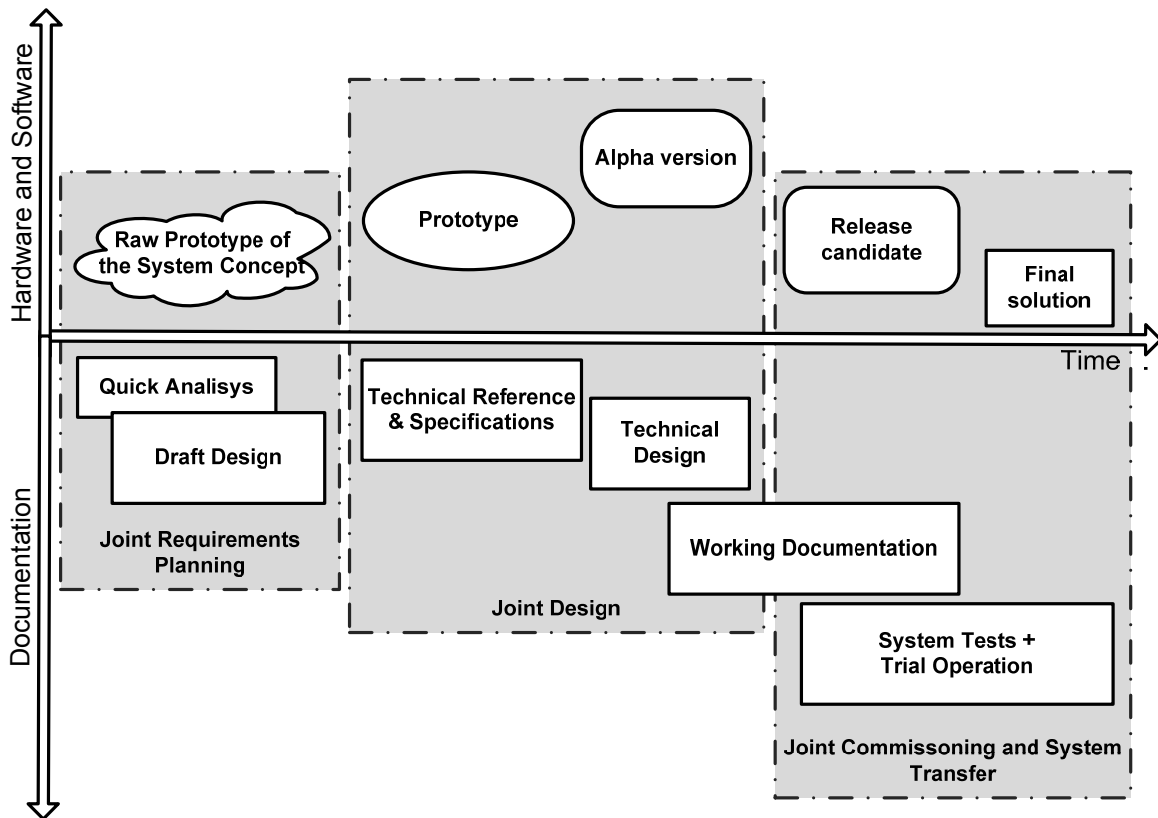 Hardware and Software
Alpha version
Prototype
Raw Prototype of
the System Concept
Release
candidate
Final
solution
Time
Documentation
Quick Analisys
Draft Design
Joint Requirements
Planning
Technical Reference
& Specifications
Technical
Design
Working Documentation
Joint Design
System Tests +
Trial Operation
Joint Commissoning and System
Transfer